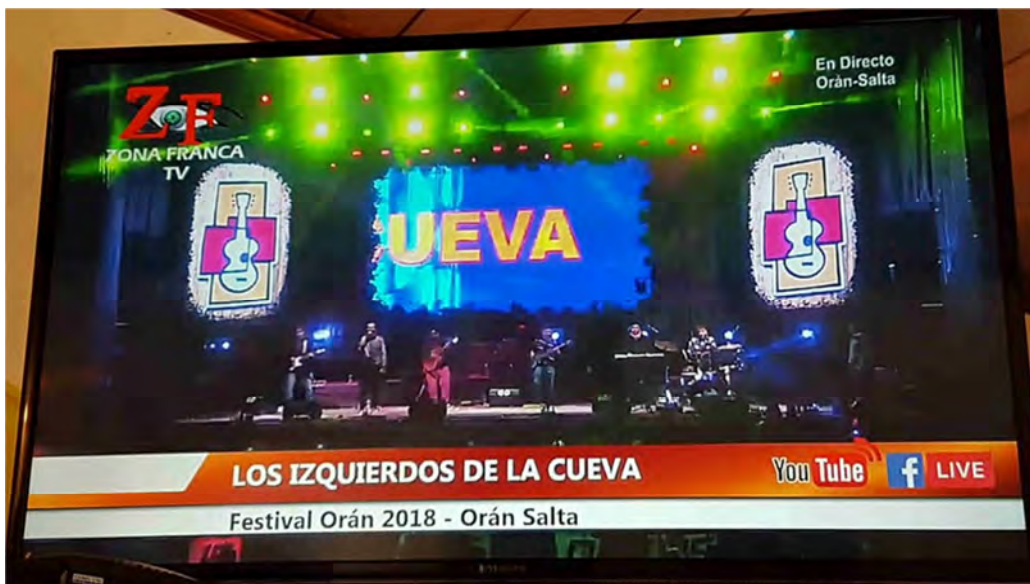 En Directo
Orán-Salta
ZF
ZONA FRANCA
TV
UEVA
LOS IZQUIERDOS DE LA CUEVA
YouTube
f LIVE
Festival Orán 2018 - Orán Salta